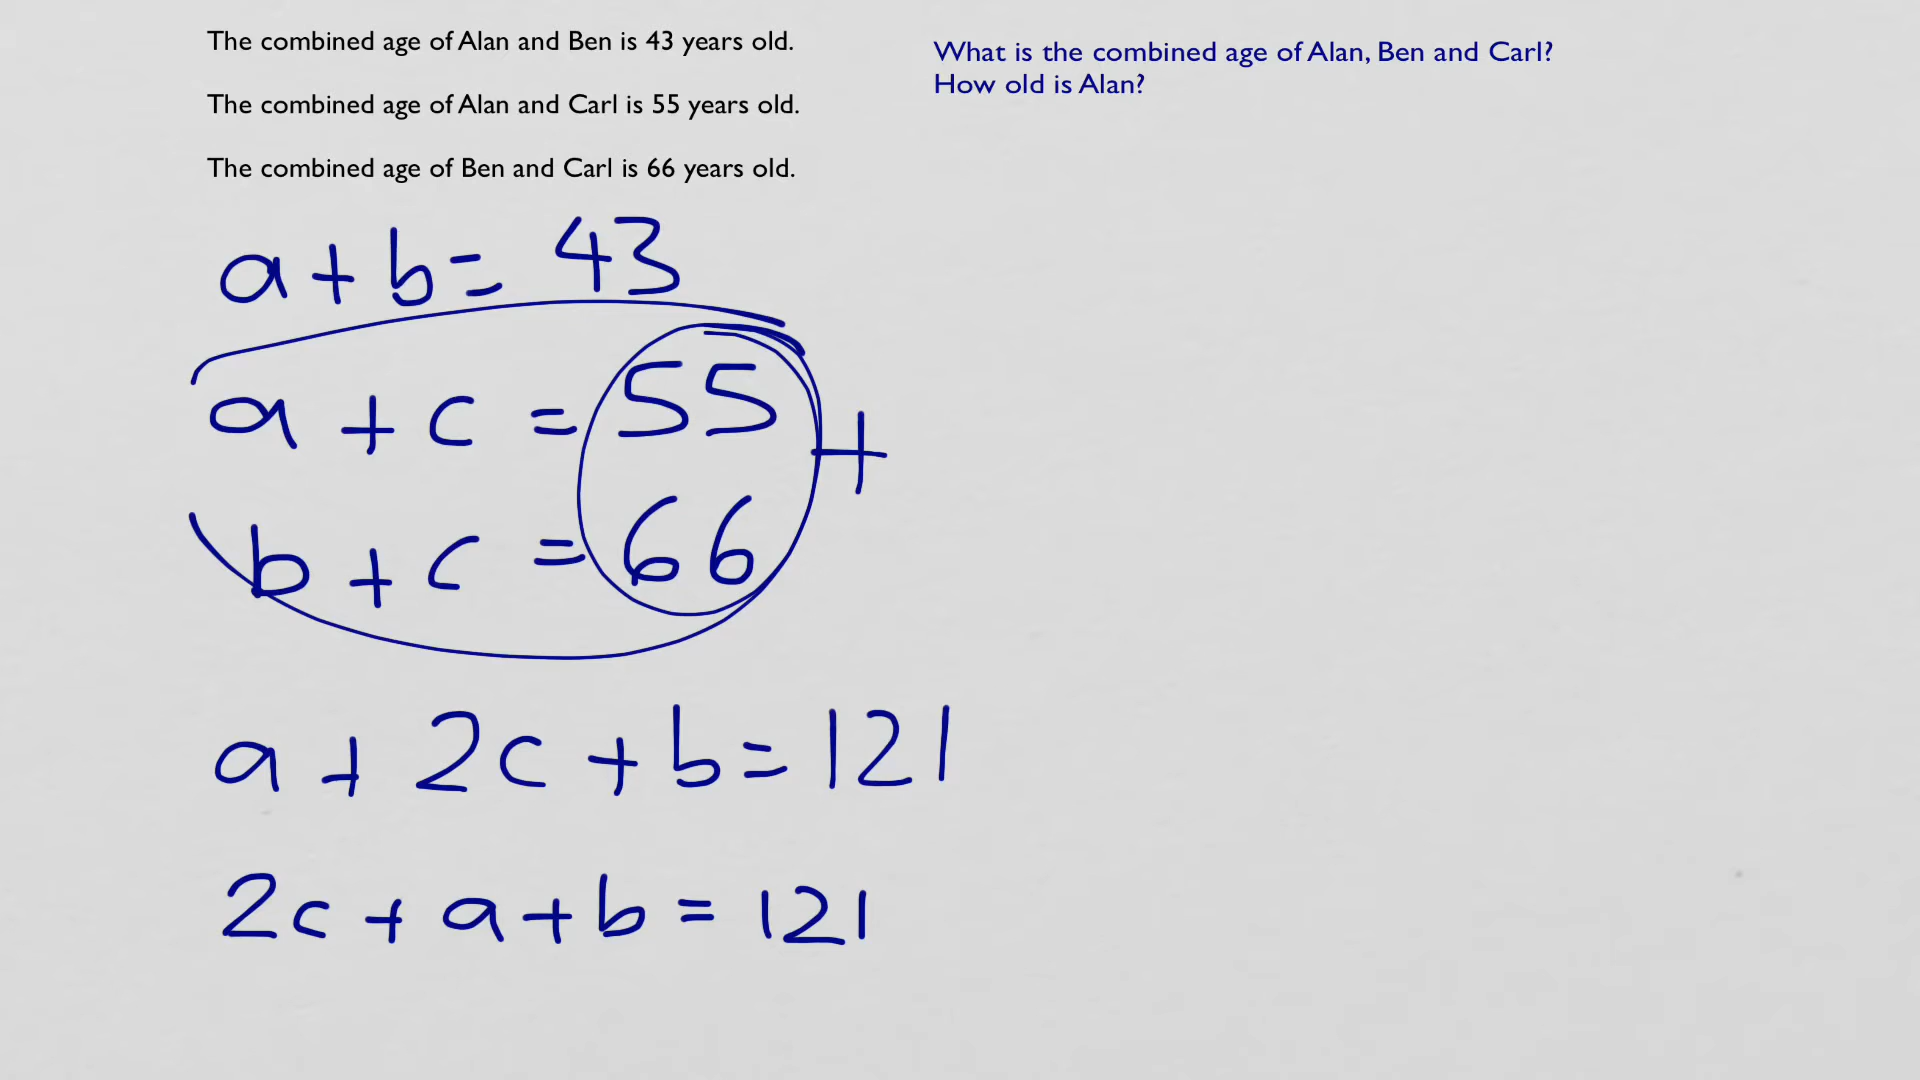 The combined age of Alan and Ben is 43 years old.
The combined age of Alan and Carl is 55 years old.
The combined age of Ben and Carl is 66 years old.
What is the combined age of Alan, Ben and Carl?
How old is Alan?
a + b = 43
a + c = 55
+
b + c = 66
a + 2c + b = 121
2c + a + b = 121